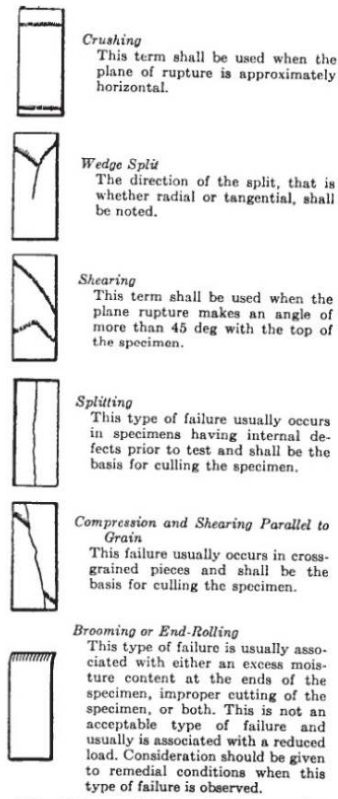 Crushing
This term shall be used when the
plane of rupture is approximately
horizontal.
Wedge Split
The direction of the split, that is
whether radial or tangential, shall
be noted.
Shearing
This term shall be used when the
plane rupture makes an angle of
more than 45 deg with the top of
the specimen.
Splitting
This type of failure usually occurs
in specimens having internal de-
fects prior to test and shall be the
basis for culling the specimen.
Compression and Shearing Parallel to
Grain
This failure usually occurs in cross-
grained pieces and shall be the
basis for culling the specimen.
Brooming or End-Rolling
This type of failure is usually asso-
ciated with either an excess mois-
ture content at the ends of the
specimen, improper cutting of the
specimen, or both. This is not an
acceptable type of failure and
usually is associated with a reduced
load. Consideration should be given
to remedial conditions when this
type of failure is observed.